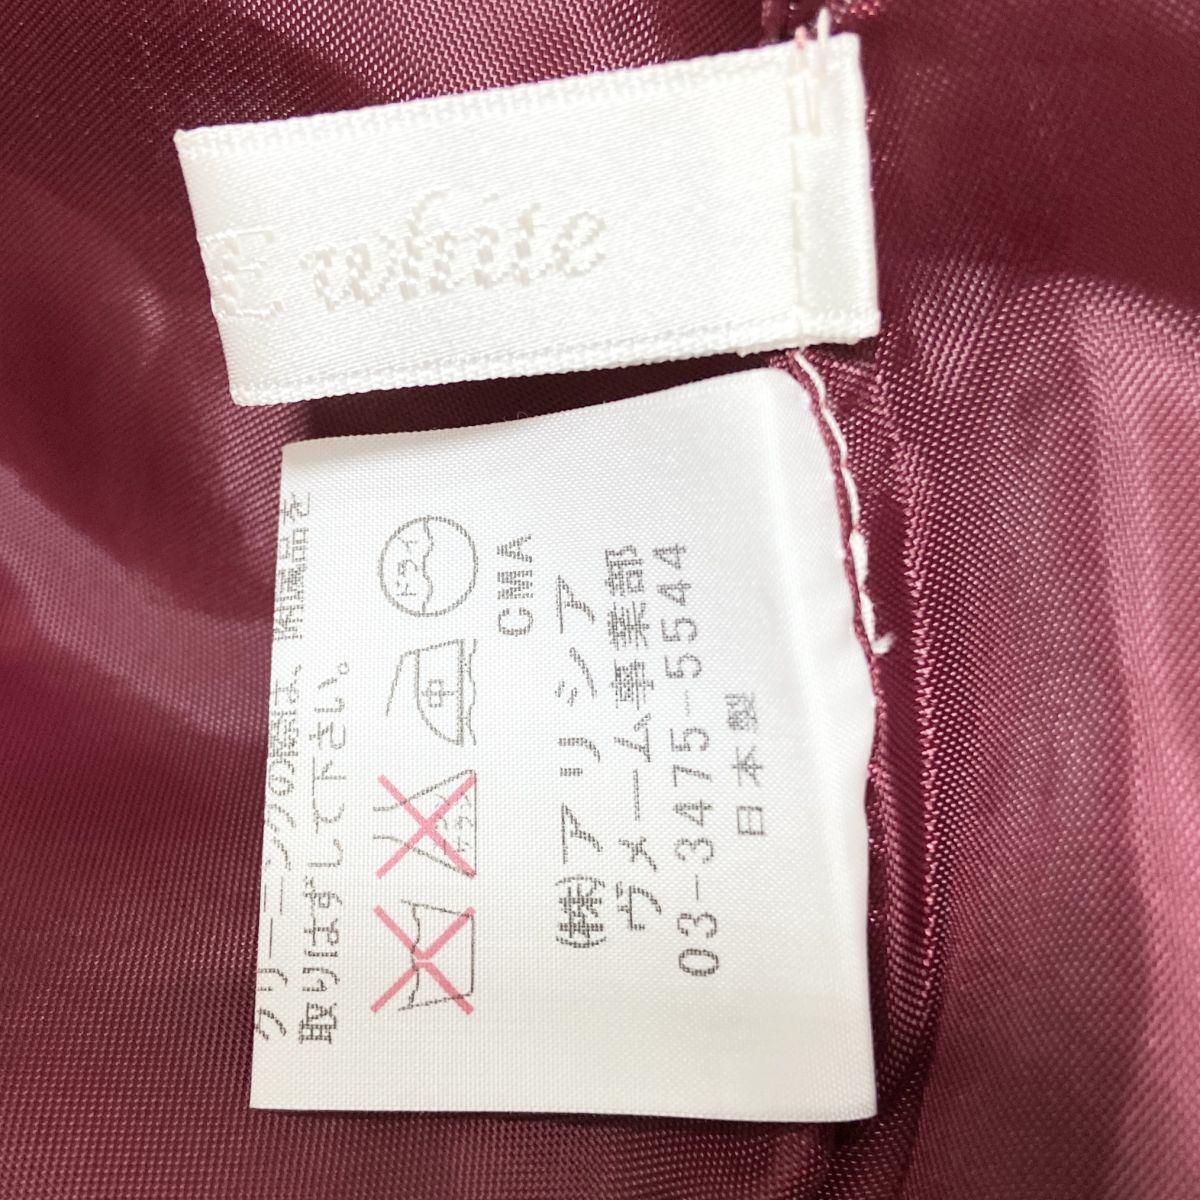 E white
クリーニングの際は、附属品を
取りはずして下さい。
中
ドライ
CMA
(株)アリシア
ヴメーム事業部
03-3475-5544
日本製